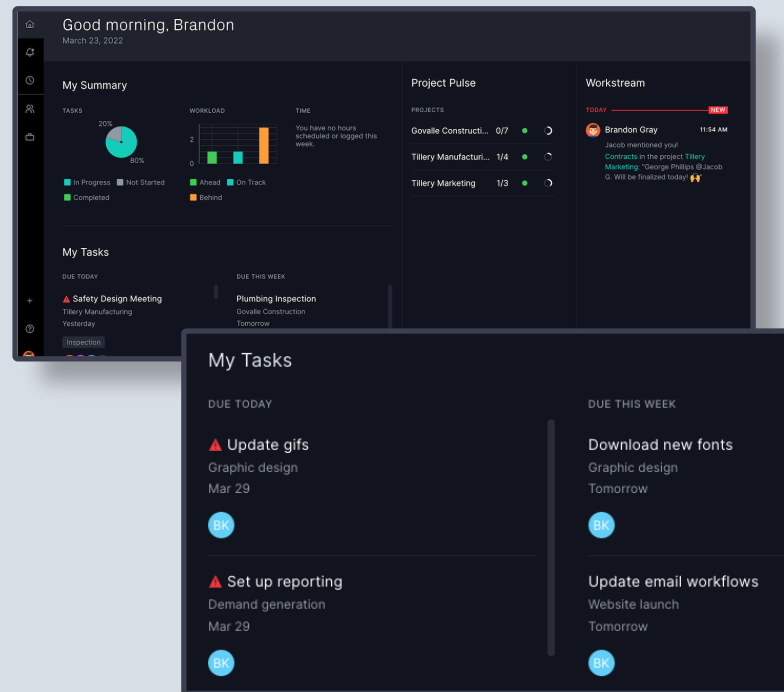 Good morning, Brandon
March 23, 2022
My Summary
TASKS
20%
80%
In Progress Not Started
Completed
WORKLOAD
2
0
Ahead On Track
Behind
TIME
You have no hours
scheduled or logged this
week.
Project Pulse
PROJECTS
Govalle Constructi... 0/7
Tillery Manufacturi... 1/4
Tillery Marketing 1/3
Workstream
TODAY NEW
Brandon Gray 11:54 AM
Jacob mentioned you!
Contracts in the project Tillery
Marketing: "George Phillips @Jacob
G. Will be finalized today! 🙌"
My Tasks
DUE TODAY
Safety Design Meeting
Tillery Manufacturing
Yesterday
Inspection
DUE THIS WEEK
Plumbing Inspection
Govalle Construction
Tomorrow
My Tasks
DUE TODAY
Update gifs
Graphic design
Mar 29
BK
Set up reporting
Demand generation
Mar 29
BK
DUE THIS WEEK
Download new fonts
Graphic design
Tomorrow
BK
Update email workflows
Website launch
Tomorrow
BK